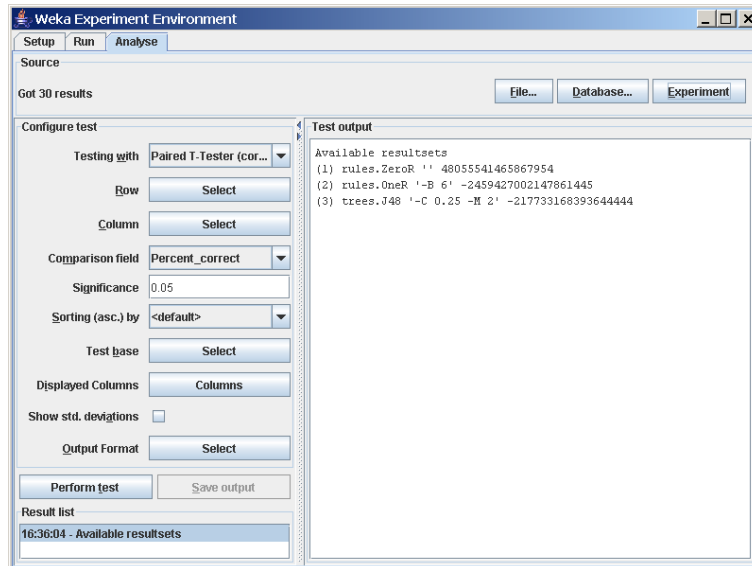 Weka Experiment Environment
Setup Run Analyse
Source
Got 30 results
File... Database... Experiment
Configure test
Testing with Paired T-Tester (cor...
Row Select
Column Select
Comparison field Percent_correct
Significance 0.05
Sorting (asc.) by <default>
Test base Select
Displayed Columns Columns
Show std. deviations
Output Format Select
Perform test Save output
Result list
16:36:04 - Available resultsets
Test output
Available resultsets
(1) rules.ZeroR '' 48055541465867954
(2) rules.OneR '-B 6' -2459427002147861445
(3) trees.J48 '-C 0.25 -M 2' -217733168393644444